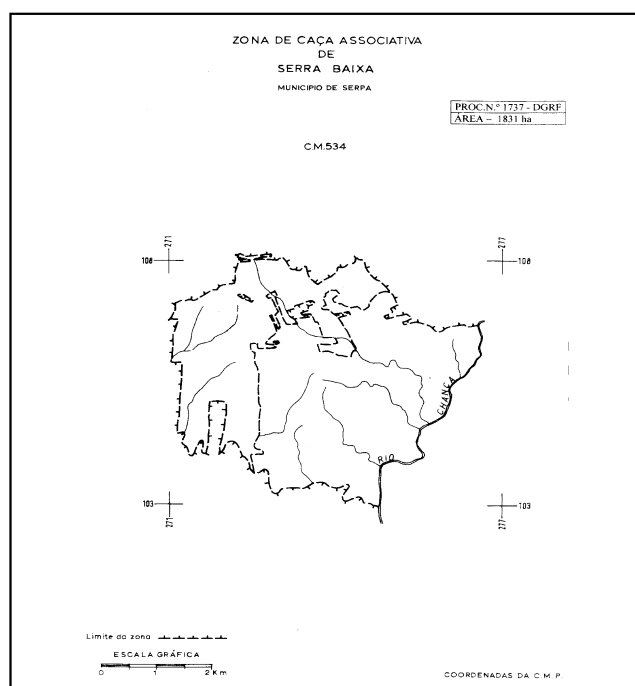 ZONA DE CAÇA ASSOCIATIVA
DE
SERRA BAIXA
MUNICIPIO DE SERPA
PROC.N.º 1737 - DGRF
ÁREA – 1831 ha
C.M.534
271
277
108
108
CHANÇA
RIO
103
103
271
277
Limite da zona
ESCALA GRÁFICA
0 1 2 Km
COORDENADAS DA C.M.P.